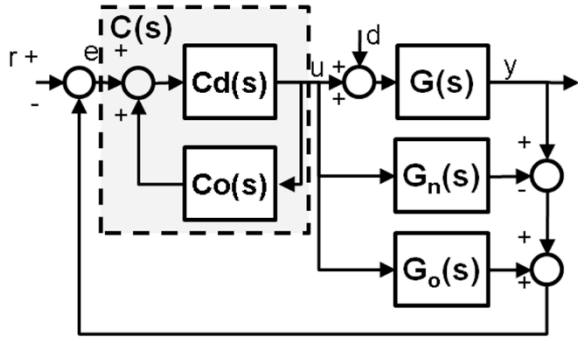 C(s)
r + e + u + d y
- + Cd(s) + G(s)
+
Co(s) Gn(s) -
+
Go(s) +
+